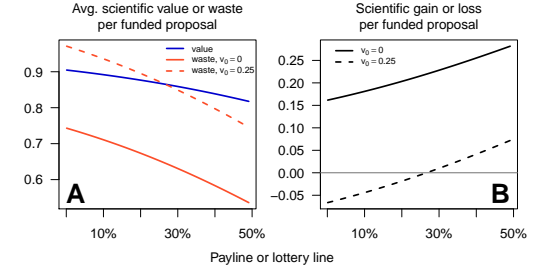 Avg. scientific value or waste
per funded proposal
value
waste, v0 = 0
waste, v0 = 0.25
0.9
0.8
0.7
0.6
A
10%
30%
50%
Scientific gain or loss
per funded proposal
v0 = 0
v0 = 0.25
0.25
0.20
0.15
0.10
0.05
0.00
−0.05
B
10%
30%
50%
Payline or lottery line